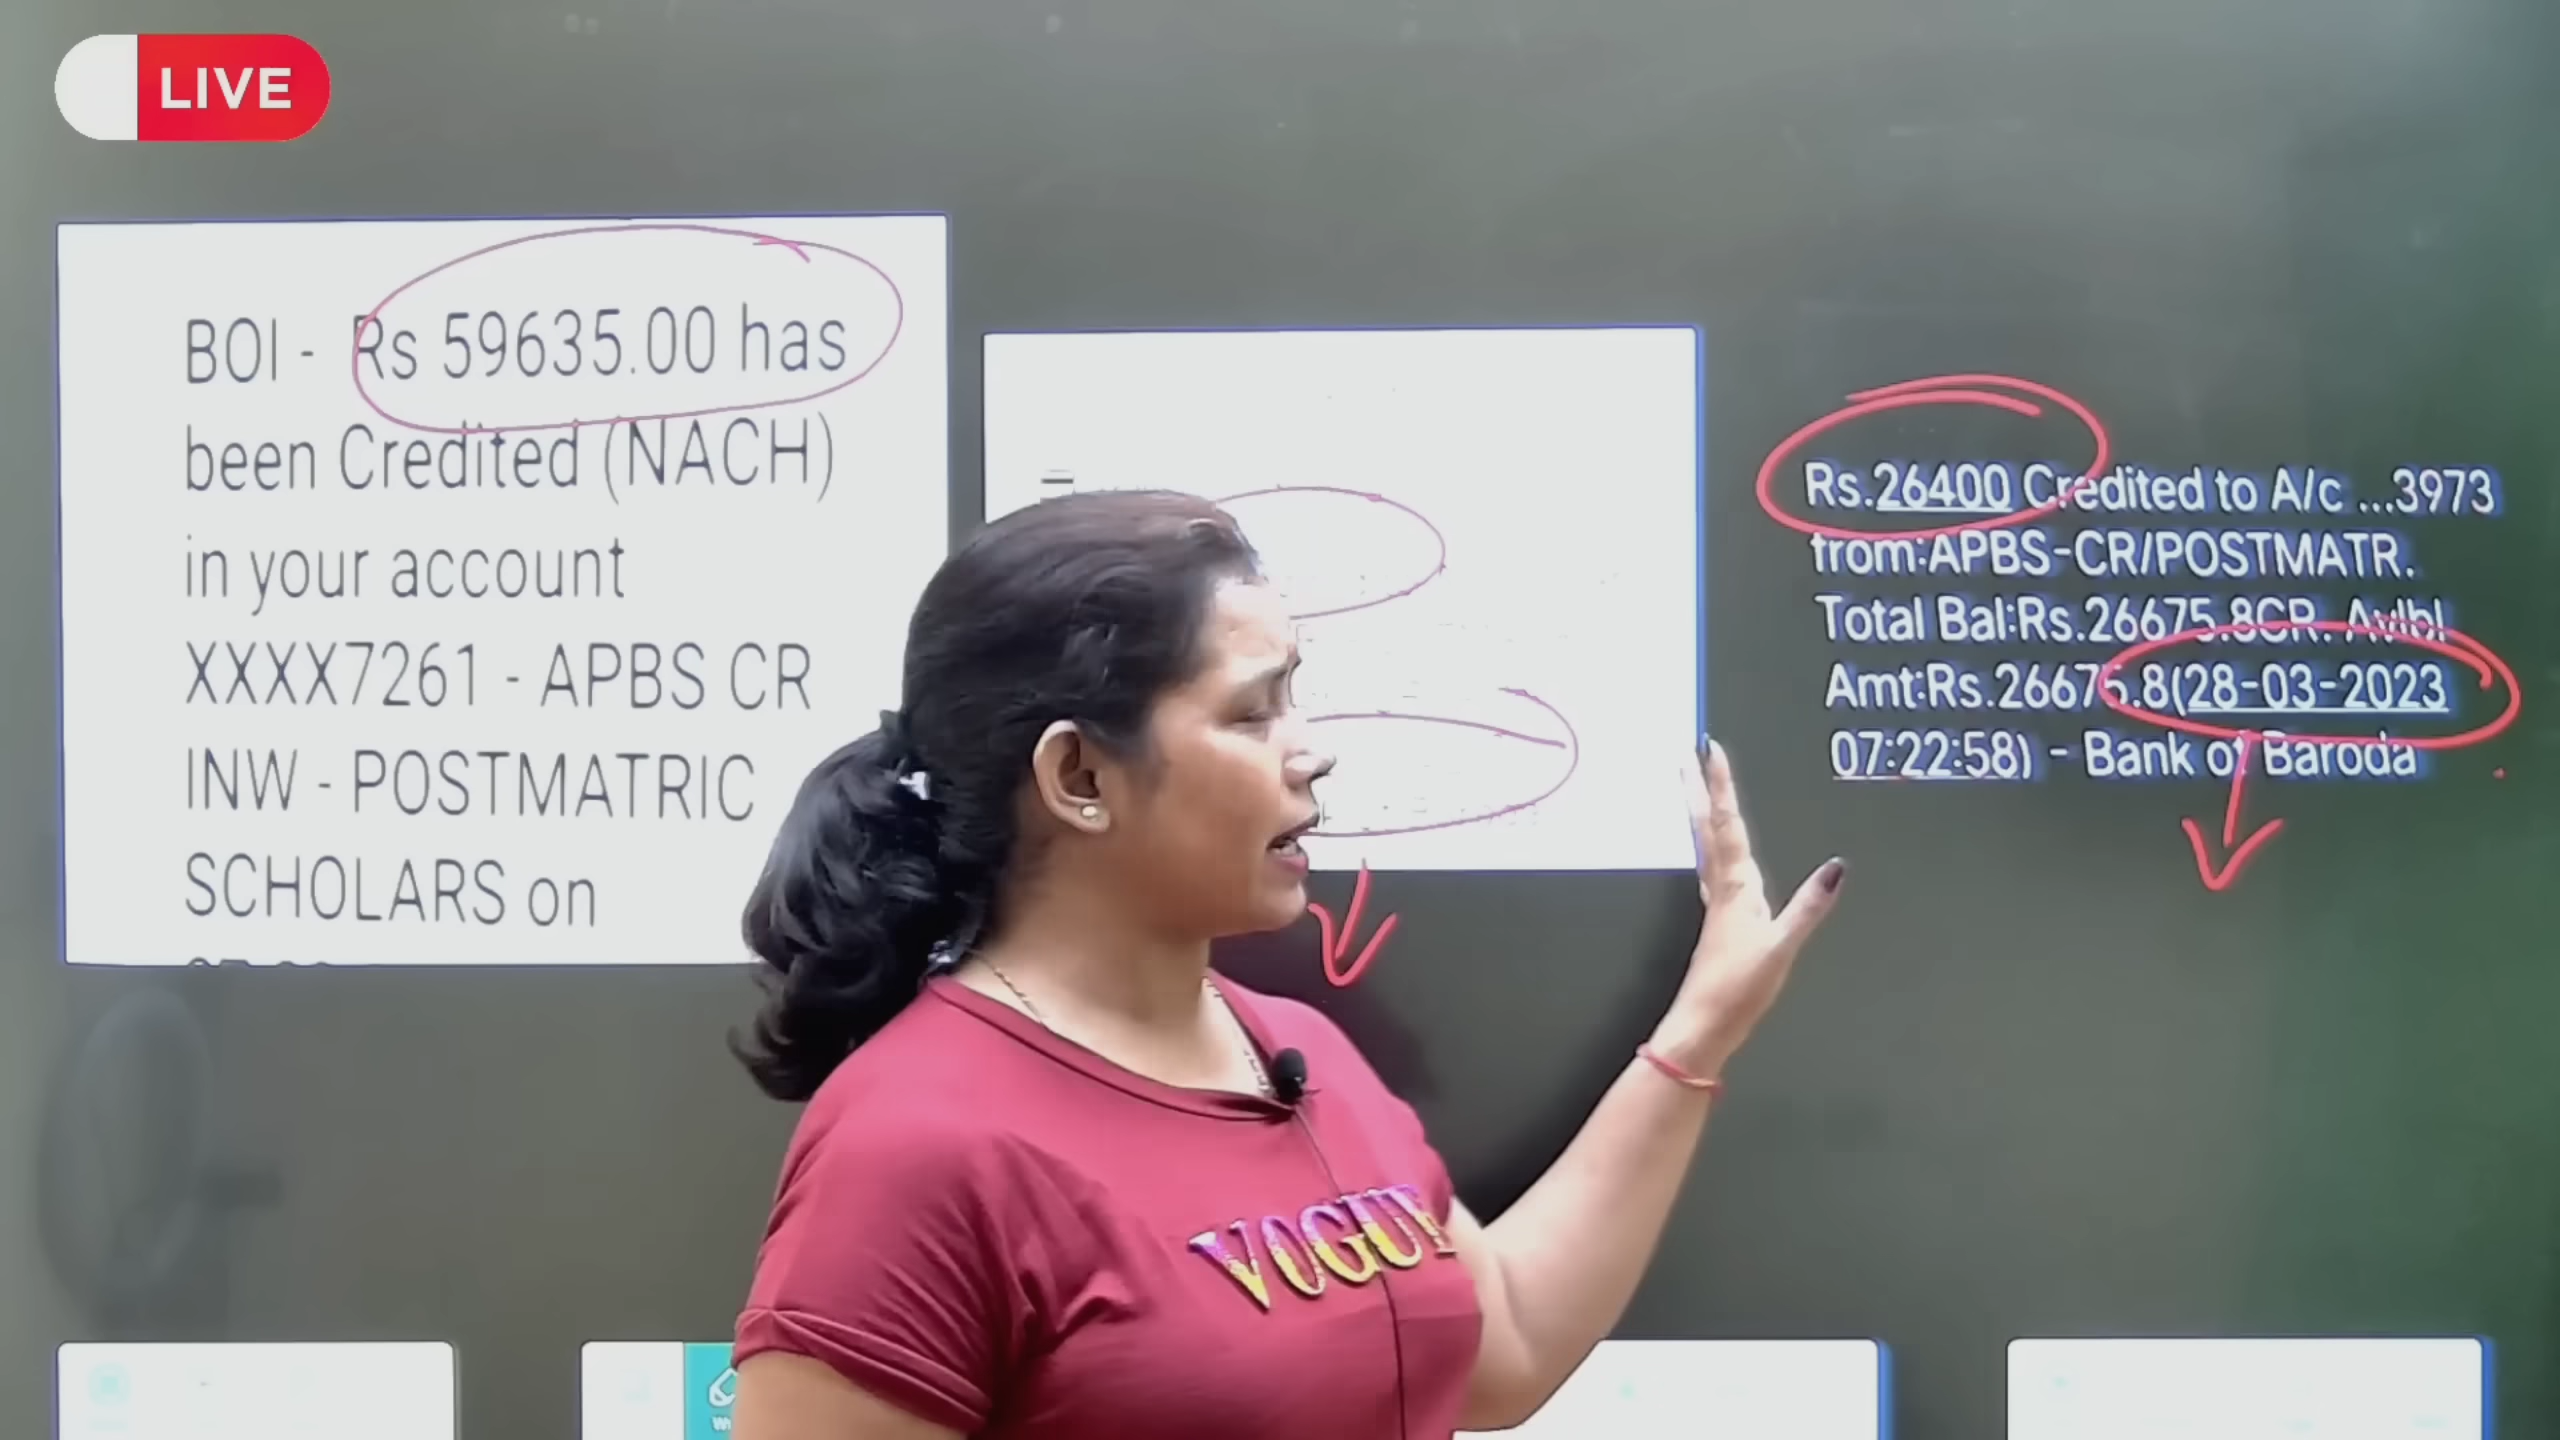 LIVE
BOI - Rs 59635.00 has
been Credited (NACH)
in your account
XXXX7261 - APBS CR
INW - POSTMATRIC
SCHOLARS on
Rs.26400 Credited to A/c ...3973
from:APBS-CR/POSTMATR.
Total Bal:Rs.26675.8CR. Avlbl
Amt:Rs.26675.8(28-03-2023
07:22:58) - Bank of Baroda
VOGUE